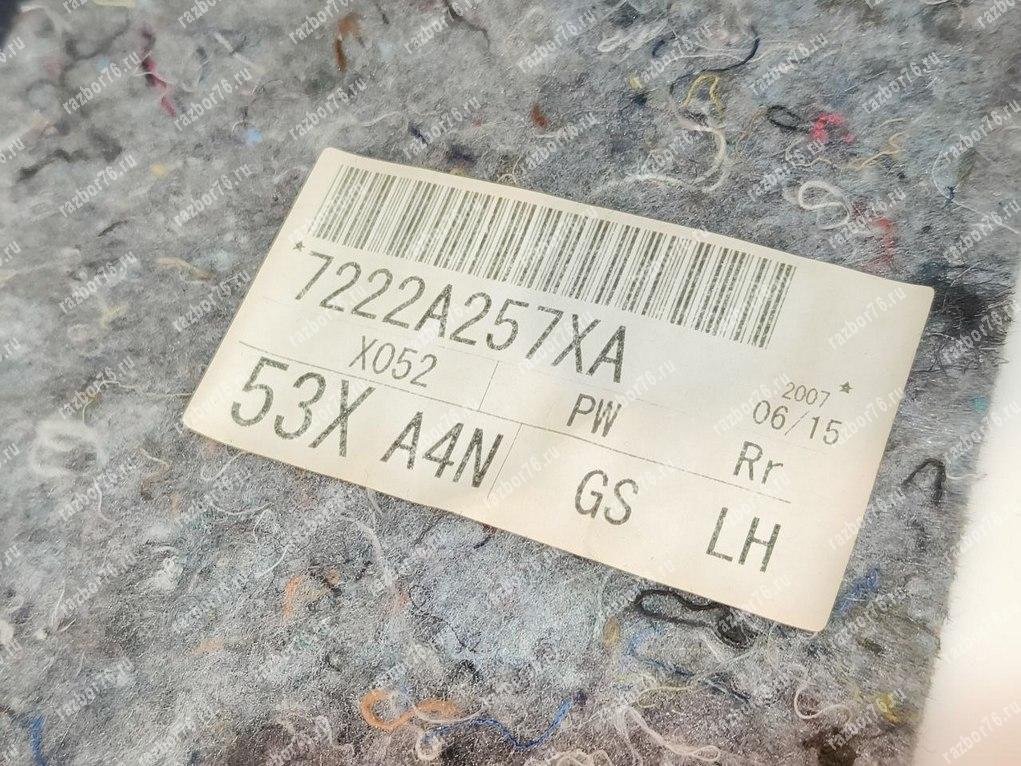 *7222A257XA*
X052 PW 2007 06/15
53X A4N GS Rr LH
razbor76.ru